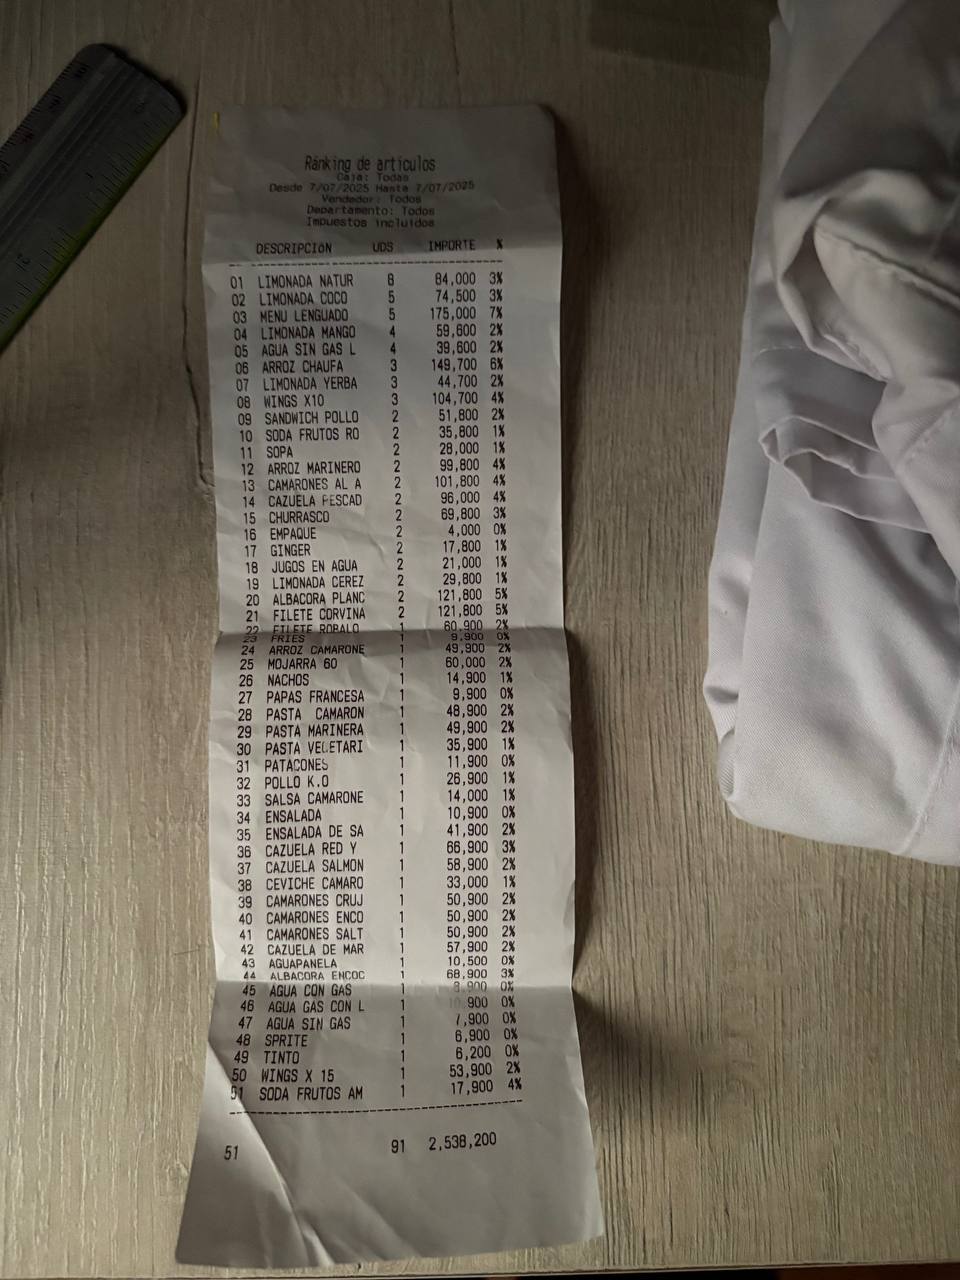 Ránking de artículos
Caja: Todas
Desde 7/07/2025 Hasta 7/07/2025
Vendedor: Todos
Departamento: Todos
Impuestos incluidos
DESCRIPCIóN UDS IMPORTE %
01 LIMONADA NATUR 8 84,000 3%
02 LIMONADA COCO 5 74,500 3%
03 MENU LENGUADO 5 175,000 7%
04 LIMONADA MANGO 4 59,600 2%
05 AGUA SIN GAS L 4 39,600 2%
06 ARROZ CHAUFA 3 149,700 6%
07 LIMONADA YERBA 3 44,700 2%
08 WINGS X10 3 104,700 4%
09 SANDWICH POLLO 2 51,800 2%
10 SODA FRUTOS RO 2 35,800 1%
11 SOPA 2 28,000 1%
12 ARROZ MARINERO 2 99,800 4%
13 CAMARONES AL A 2 101,800 4%
14 CAZUELA PESCAD 2 96,000 4%
15 CHURRASCO 2 69,800 3%
16 EMPAQUE 2 4,000 0%
17 GINGER 2 17,800 1%
18 JUGOS EN AGUA 2 21,000 1%
19 LIMONADA CEREZ 2 29,800 1%
20 ALBACORA PLANC 2 121,800 5%
21 FILETE CORVINA 2 121,800 5%
22 FILETE ROBALO 1 60,900 2%
23 FRIES 1 9,900 0%
24 ARROZ CAMARONE 1 49,900 2%
25 MOJARRA 60 1 60,000 2%
26 NACHOS 1 14,900 1%
27 PAPAS FRANCESA 1 9,900 0%
28 PASTA CAMARON 1 48,900 2%
29 PASTA MARINERA 1 49,900 2%
30 PASTA VEGETARI 1 35,900 1%
31 PATACONES 1 11,900 0%
32 POLLO K.O 1 26,900 1%
33 SALSA CAMARONE 1 14,000 1%
34 ENSALADA 1 10,900 0%
35 ENSALADA DE SA 1 41,900 2%
36 CAZUELA RED Y 1 66,900 3%
37 CAZUELA SALMON 1 58,900 2%
38 CEVICHE CAMARO 1 33,000 1%
39 CAMARONES CRUJ 1 50,900 2%
40 CAMARONES ENCO 1 50,900 2%
41 CAMARONES SALT 1 50,900 2%
42 CAZUELA DE MAR 1 57,900 2%
43 AGUAPANELA 1 10,500 0%
44 ALBACORA ENCOC 1 68,900 3%
45 AGUA CON GAS 1 0%
46 AGUA GAS CON L 1 0%
47 AGUA SIN GAS 1 7,900 0%
48 SPRITE 1 6,900 0%
49 TINTO 1 6,200 0%
50 WINGS X 15 1 53,900 2%
51 SODA FRUTOS AM 1 17,900 4%
51 91 2,538,200